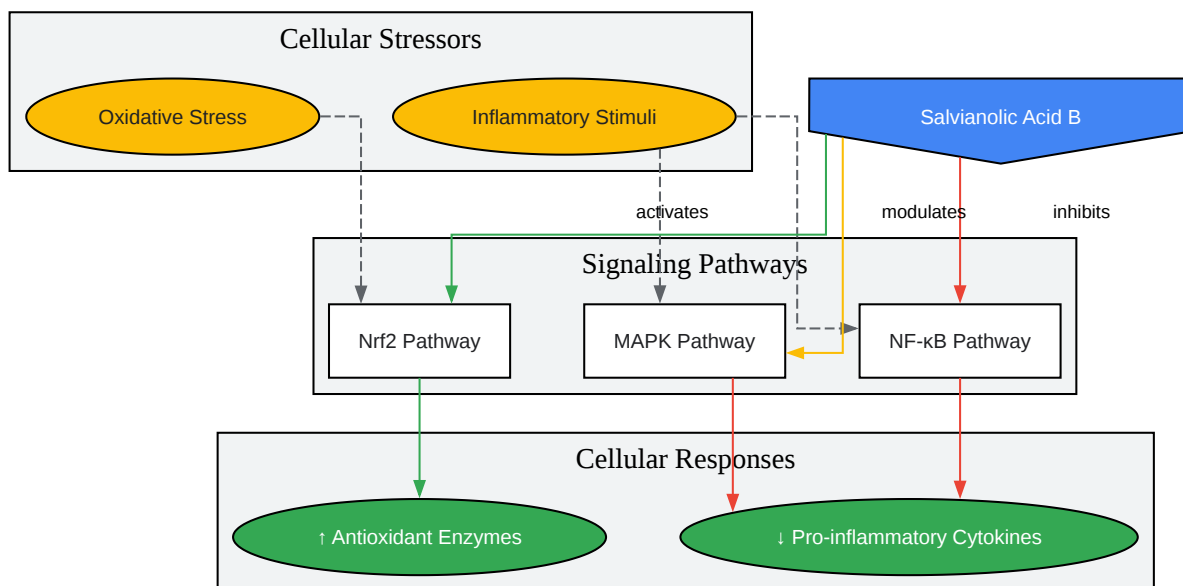 Cellular Stressors
Oxidative Stress
Inflammatory Stimuli
Salvianolic Acid B
activates
modulates
inhibits
Signaling Pathways
Nrf2 Pathway
MAPK Pathway
NF-κB Pathway
Cellular Responses
↑ Antioxidant Enzymes
↓ Pro-inflammatory Cytokines